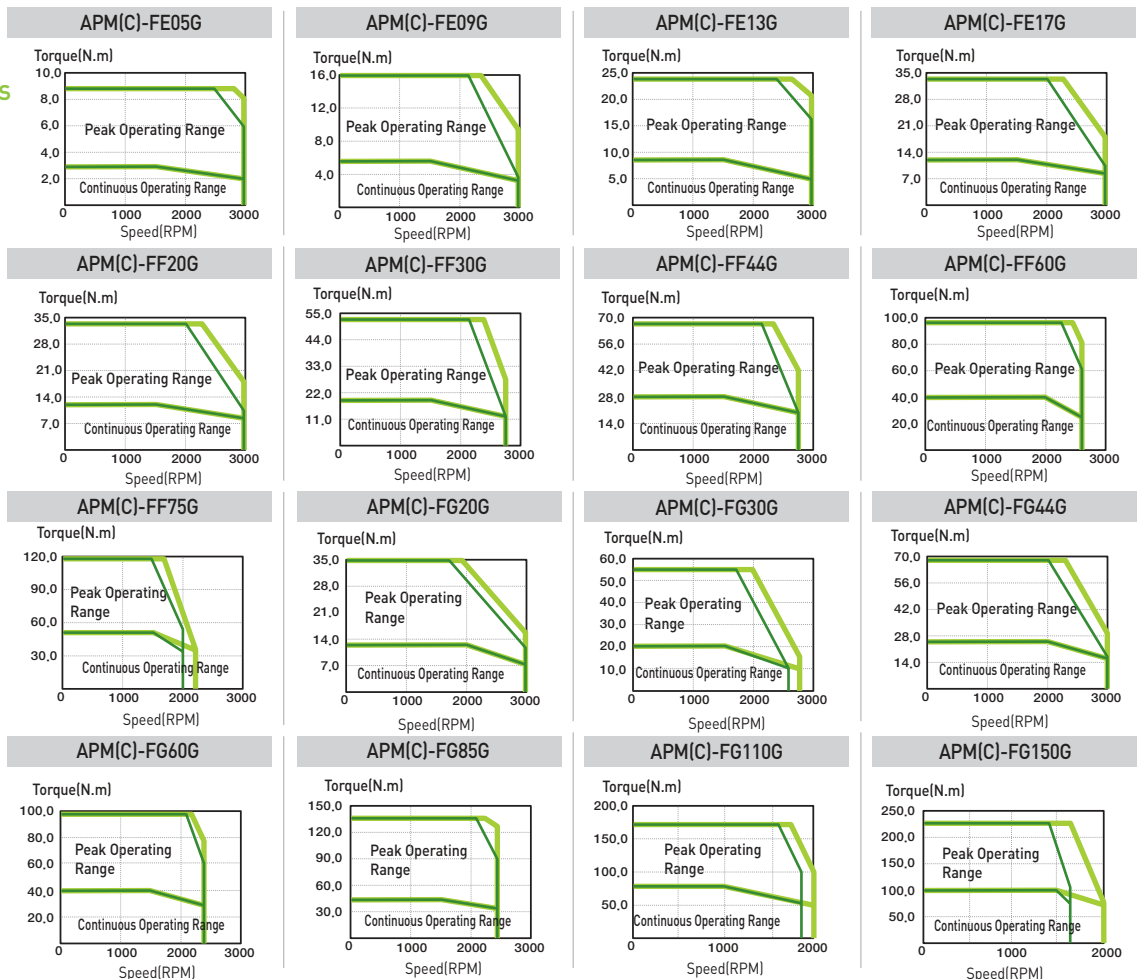 APM(C)-FE05G
APM(C)-FE09G
APM(C)-FE13G
APM(C)-FE17G
s
Torque(N.m)
10,0
8,0
6,0
4,0
2,0
Peak Operating Range
Continuous Operating Range
0 1000 2000 3000
Speed(RPM)
Torque(N.m)
16,0
12,0
8,0
4,0
Peak Operating Range
Continuous Operating Range
0 1000 2000 3000
Speed(RPM)
Torque(N.m)
25,0
20,0
15,0
10,0
5,0
Peak Operating Range
Continuous Operating Range
0 1000 2000 3000
Speed(RPM)
Torque(N.m)
35,0
28,0
21,0
14,0
7,0
Peak Operating Range
Continuous Operating Range
0 1000 2000 3000
Speed(RPM)
APM(C)-FF20G
APM(C)-FF30G
APM(C)-FF44G
APM(C)-FF60G
Torque(N.m)
35,0
28,0
21,0
14,0
7,0
Peak Operating Range
Continuous Operating Range
0 1000 2000 3000
Speed(RPM)
Torque(N.m)
55,0
44,0
33,0
22,0
11,0
Peak Operating Range
Continuous Operating Range
0 1000 2000 3000
Speed(RPM)
Torque(N.m)
70,0
56,0
42,0
28,0
14,0
Peak Operating Range
Continuous Operating Range
0 1000 2000 3000
Speed(RPM)
Torque(N.m)
100,0
80,0
60,0
40,0
20,0
Peak Operating Range
Continuous Operating Range
0 1000 2000 3000
Speed(RPM)
APM(C)-FF75G
APM(C)-FG20G
APM(C)-FG30G
APM(C)-FG44G
Torque(N.m)
120,0
90,0
60,0
30,0
Peak Operating
Range
Continuous Operating Range
0 1000 2000 3000
Speed(RPM)
Torque(N.m)
35,0
28,0
21,0
14,0
7,0
Peak Operating
Range
Continuous Operating Range
0 1000 2000 3000
Speed(RPM)
Torque(N.m)
60,0
50,0
40,0
30,0
20,0
10,0
Peak Operating
Range
Continuous Operating Range
0 1000 2000 3000
Speed(RPM)
Torque(N.m)
70,0
56,0
42,0
28,0
14,0
Peak Operating Range
Continuous Operating Range
0 1000 2000 3000
Speed(RPM)
APM(C)-FG60G
APM(C)-FG85G
APM(C)-FG110G
APM(C)-FG150G
Torque(N.m)
100,0
80,0
60,0
40,0
20,0
Peak Operating
Range
Continuous Operating Range
0 1000 2000 3000
Speed(RPM)
Torque(N.m)
150,0
120,0
90,0
60,0
30,0
Peak Operating
Range
Continuous Operating Range
0 1000 2000 3000
Speed(RPM)
Torque(N.m)
200,0
150,0
100,0
50,0
Peak Operating
Range
Continuous Operating Range
0 1000 2000
Speed(RPM)
Torque(N.m)
250,0
200,0
150,0
100,0
50,0
Peak Operating
Range
Continuous Operating Range
0 1000 2000
Speed(RPM)